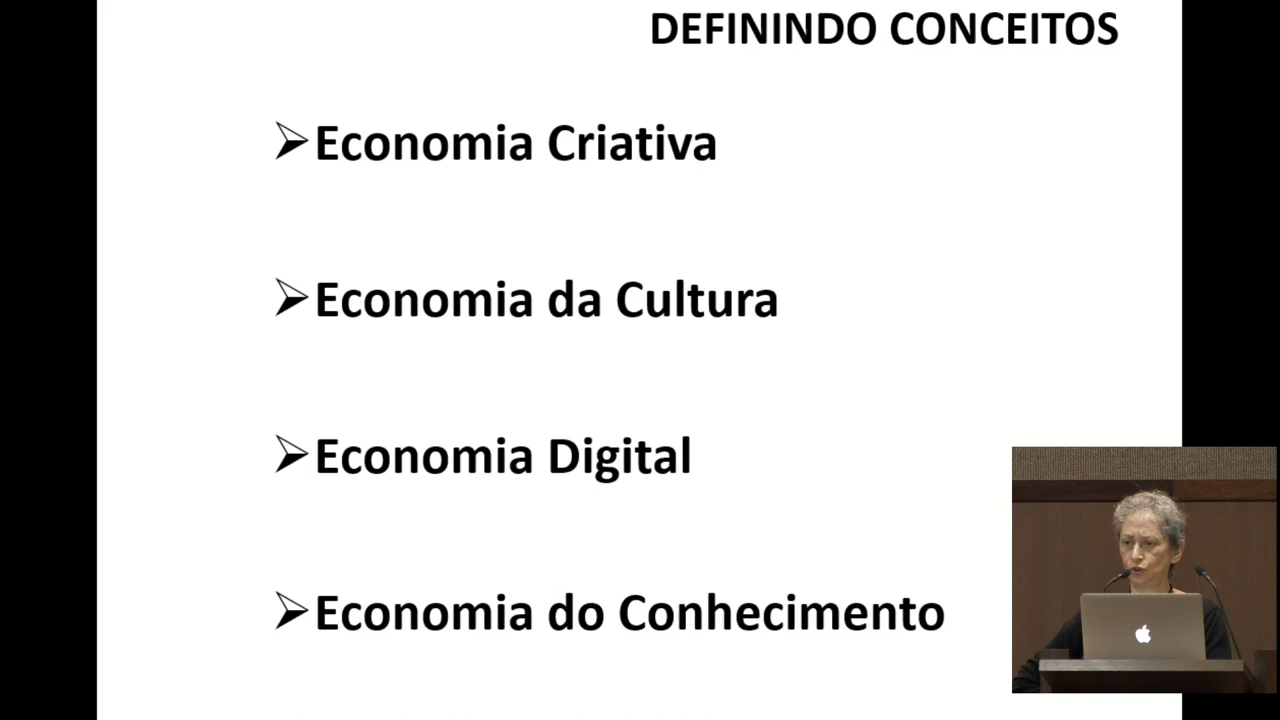 DEFININDO CONCEITOS
Economia Criativa
Economia da Cultura
Economia Digital
Economia do Conhecimento